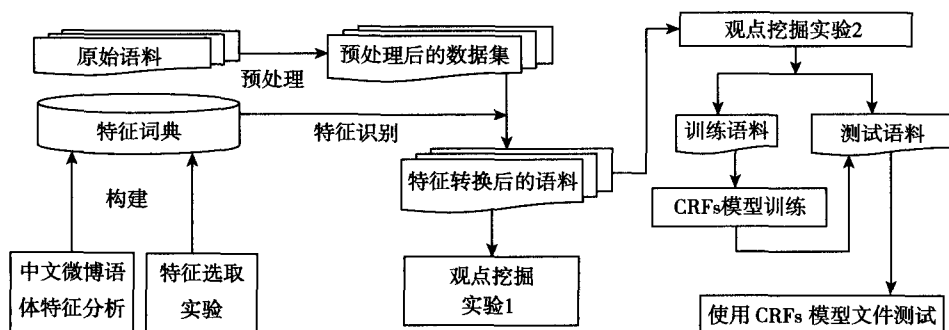 原始语料
预处理
预处理后的数据集
观点挖掘实验2
特征词典
特征识别
训练语料
测试语料
特征转换后的语料
构建
CRFs模型训练
中文微博语
体特征分析
特征选取
实验
观点挖掘
实验1
使用 CRFs 模型文件测试